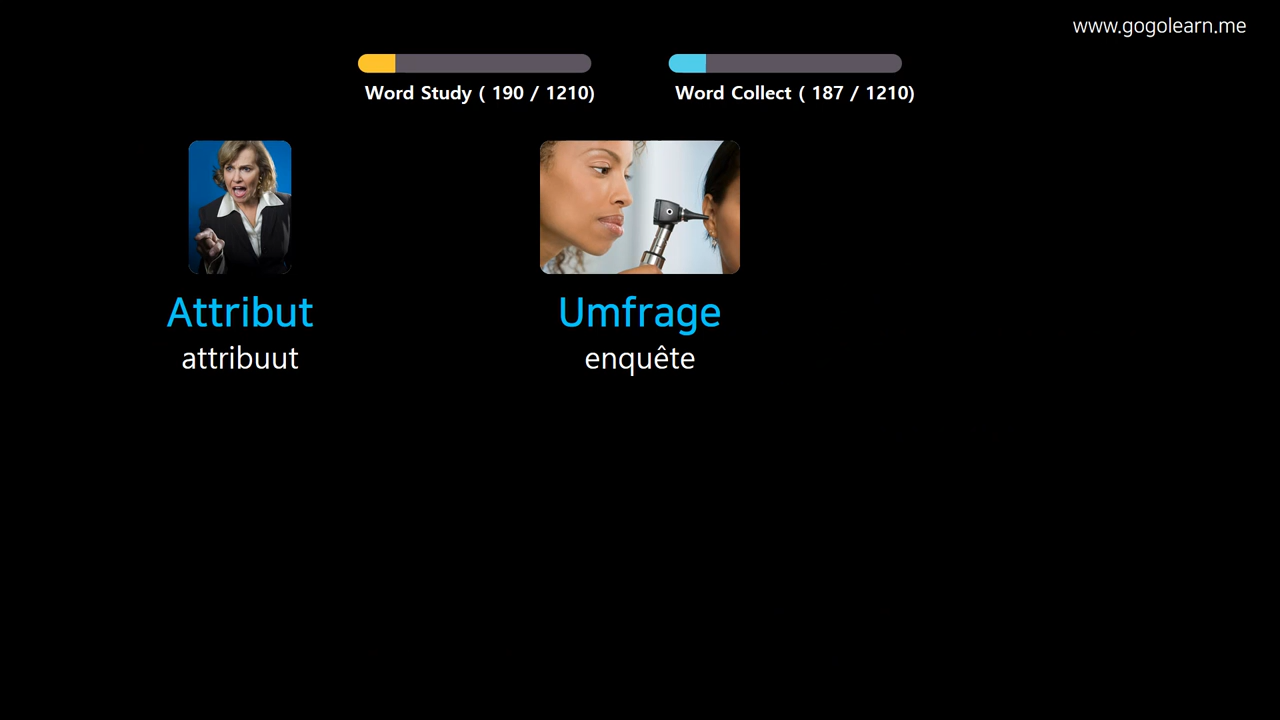 www.gogolearn.me
Word Study ( 190 / 1210)
Word Collect ( 187 / 1210)
Attribut
attribuut
Umfrage
enquête